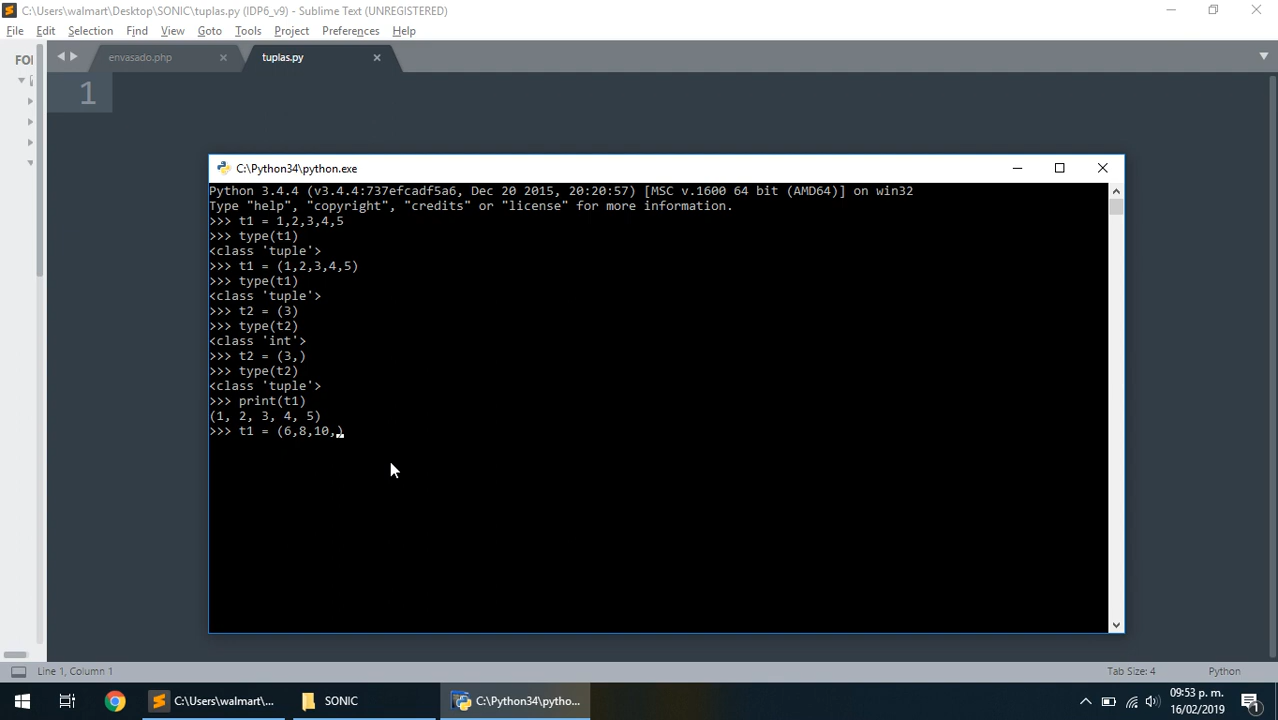 C:\Users\walmart\Desktop\SONIC\tuplas.py (IDP6_v9) - Sublime Text (UNREGISTERED)
File Edit Selection Find View Goto Tools Project Preferences Help
FOI
envasado.php
tuplas.py
1
C:\Python34\python.exe
Python 3.4.4 (v3.4.4:737efcadf5a6, Dec 20 2015, 20:20:57) [MSC v.1600 64 bit (AMD64)] on win32
Type "help", "copyright", "credits" or "license" for more information.
>>> t1 = 1,2,3,4,5
>>> type(t1)
<class 'tuple'>
>>> t1 = (1,2,3,4,5)
>>> type(t1)
<class 'tuple'>
>>> t2 = (3)
>>> type(t2)
<class 'int'>
>>> t2 = (3,)
>>> type(t2)
<class 'tuple'>
>>> print(t1)
(1, 2, 3, 4, 5)
>>> t1 = (6,8,10,)
Line 1, Column 1
Tab Size: 4
Python
C:\Users\walmart\...
SONIC
C:\Python34\pytho...
09:53 p. m.
16/02/2019
1